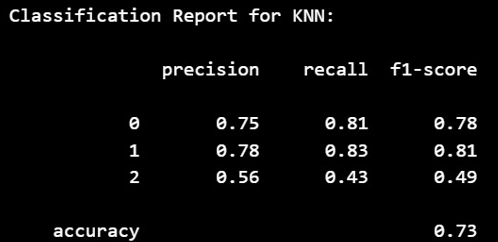 Classification Report for KNN:
precision recall f1-score
0 0.75 0.81 0.78
1 0.78 0.83 0.81
2 0.56 0.43 0.49
accuracy 0.73